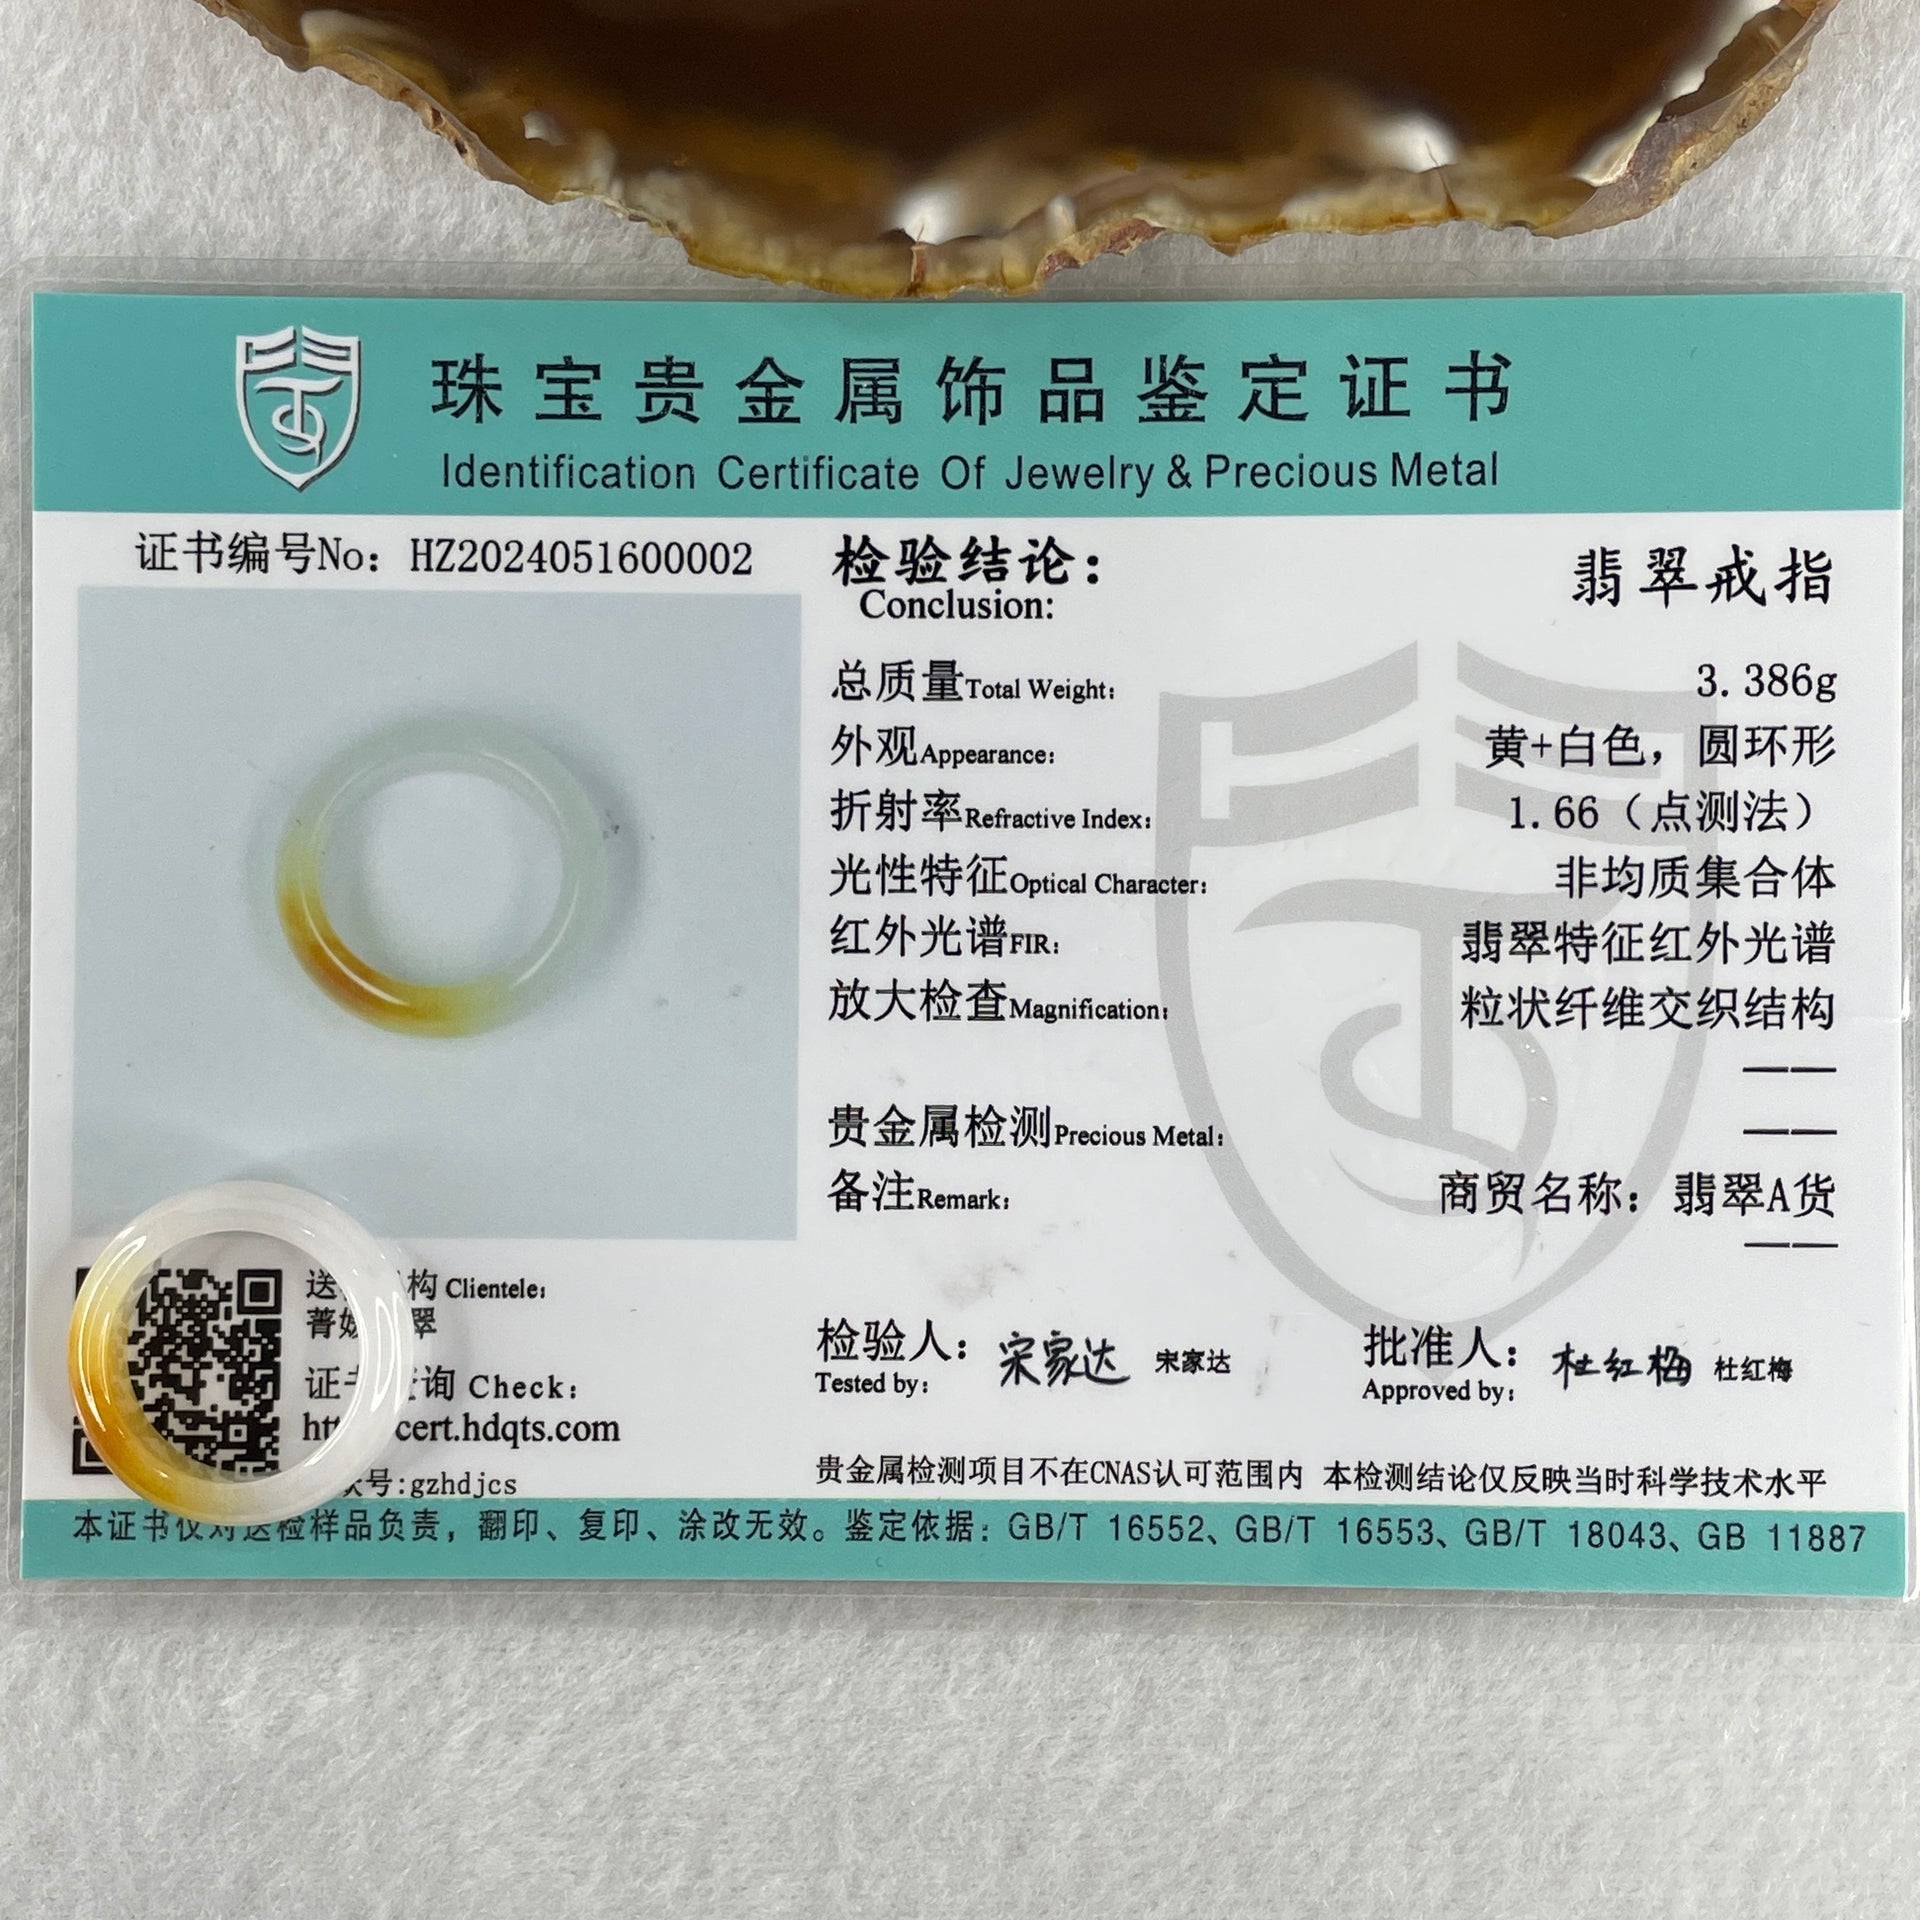 珠宝贵金属饰品鉴定证书
Identification Certificate Of Jewelry & Precious Metal
证书编号No: HZ2024051600002
检验结论: 翡翠戒指
Conclusion:
总质量Total Weight: 3.386g
外观Appearance: 黄+白色，圆环形
折射率Refractive Index: 1.66（点测法）
光性特征Optical Character: 非均质集合体
红外光谱FIR: 翡翠特征红外光谱
放大检查Magnification: 粒状纤维交织结构
——
贵金属检测Precious Metal: ——
备注Remark: 商贸名称：翡翠A货
——
送 构 Clientele:
菁 翠
证 询 Check:
cert.hdqts.com
号:gzhdjcs
检验人: 宋家达 宋家达
Tested by:
批准人: 杜红梅 杜红梅
Approved by:
贵金属检测项目不在CNAS认可范围内 本检测结论仅反映当时科学技术水平
本证书仅对送检样品负责，翻印、复印、涂改无效。鉴定依据：GB/T 16552、GB/T 16553、GB/T 18043、GB 11887